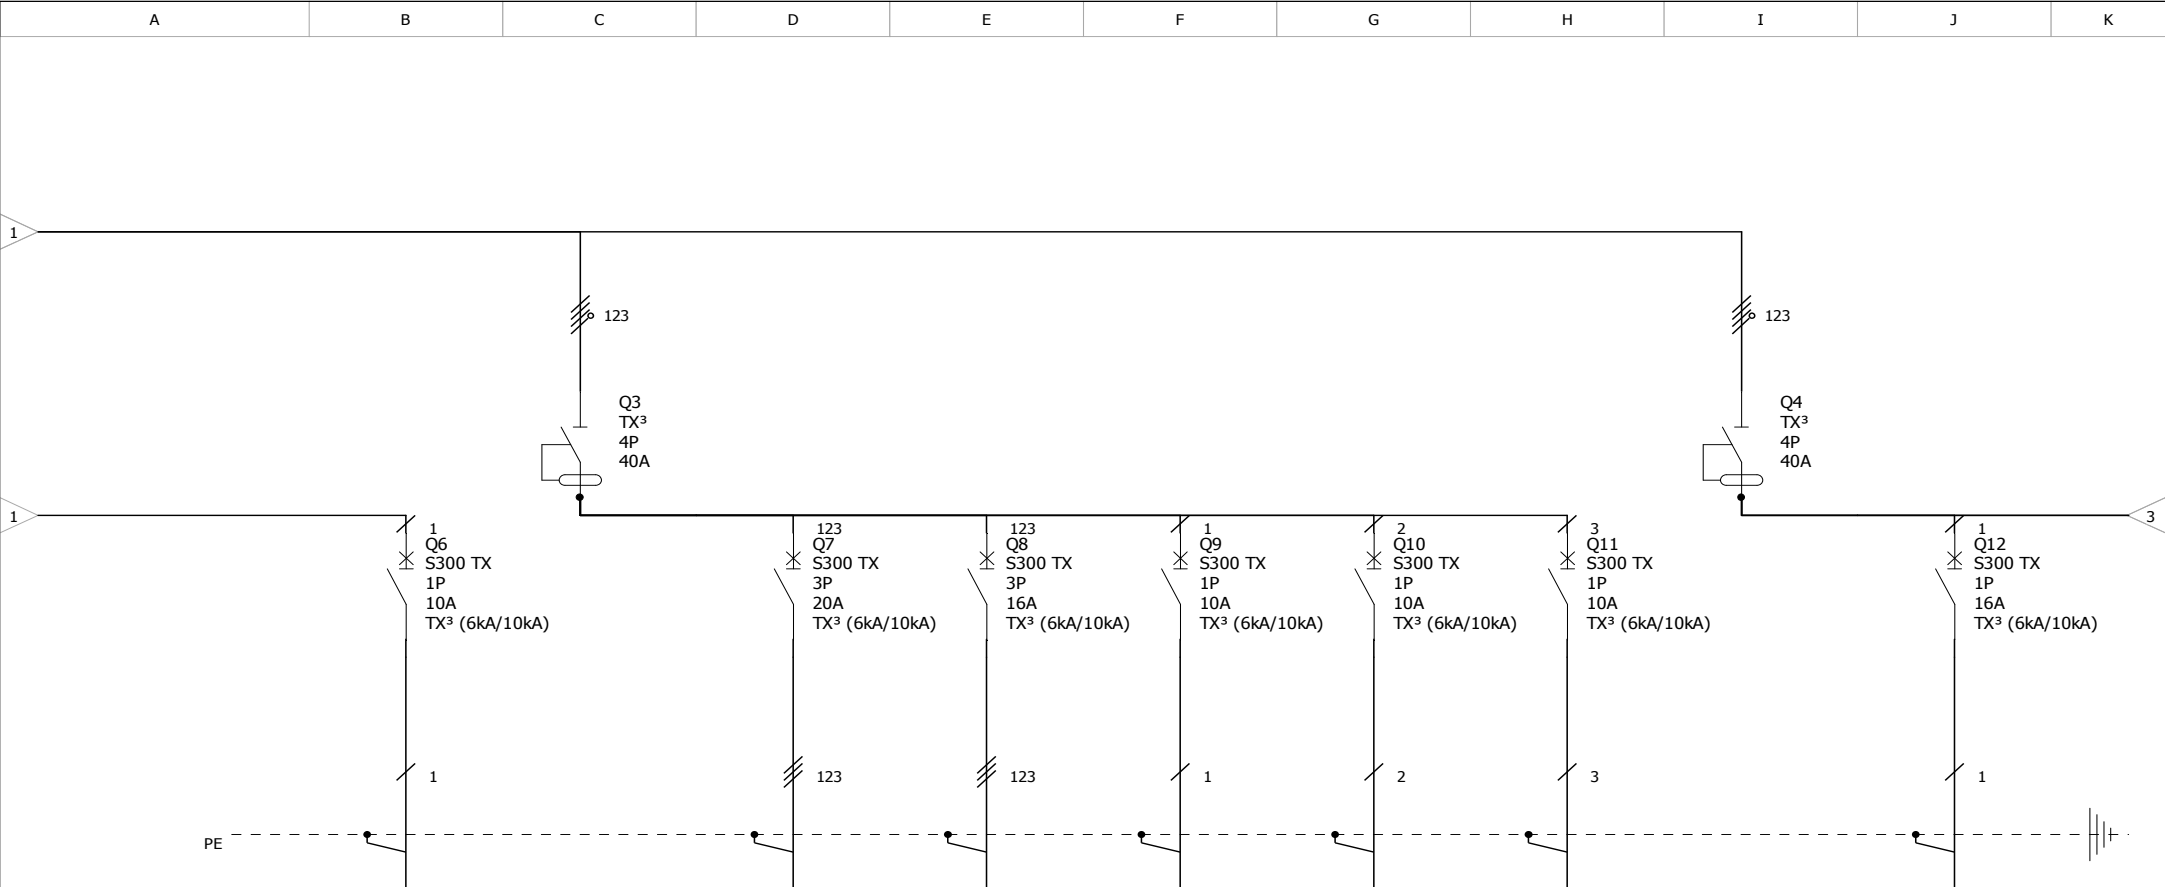 A
B
C
D
E
F
G
H
I
J
K
1
123
123
Q3
TX³
4P
40A
Q4
TX³
4P
40A
1
3
1
Q6
S300 TX
1P
10A
TX³ (6kA/10kA)
123
Q7
S300 TX
3P
20A
TX³ (6kA/10kA)
123
Q8
S300 TX
3P
16A
TX³ (6kA/10kA)
1
Q9
S300 TX
1P
10A
TX³ (6kA/10kA)
2
Q10
S300 TX
1P
10A
TX³ (6kA/10kA)
3
Q11
S300 TX
1P
10A
TX³ (6kA/10kA)
1
Q12
S300 TX
1P
16A
TX³ (6kA/10kA)
1
123
123
1
2
3
1
PE